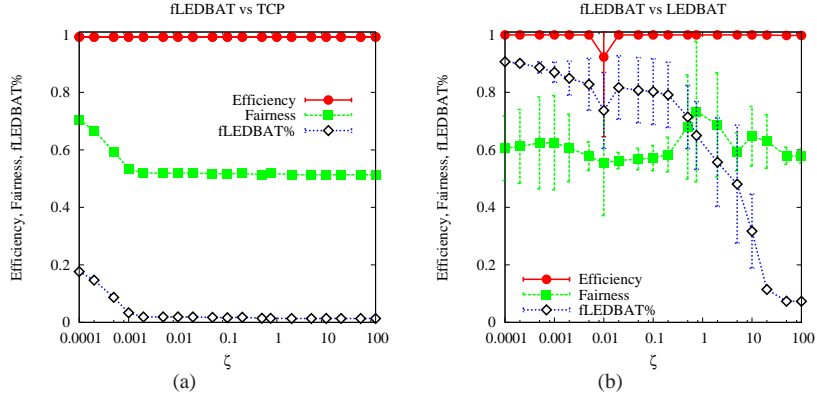 fLEDBAT vs TCP
Efficiency, Fairness, fLEDBAT%
1
0.8
0.6
0.4
0.2
0
Efficiency
Fairness
fLEDBAT%
0.0001 0.001 0.01 0.1 1 10 100
ζ
(a)
fLEDBAT vs LEDBAT
Efficiency, Fairness, fLEDBAT%
1
0.8
0.6
0.4
0.2
0
Efficiency
Fairness
fLEDBAT%
0.0001 0.001 0.01 0.1 1 10 100
ζ
(b)